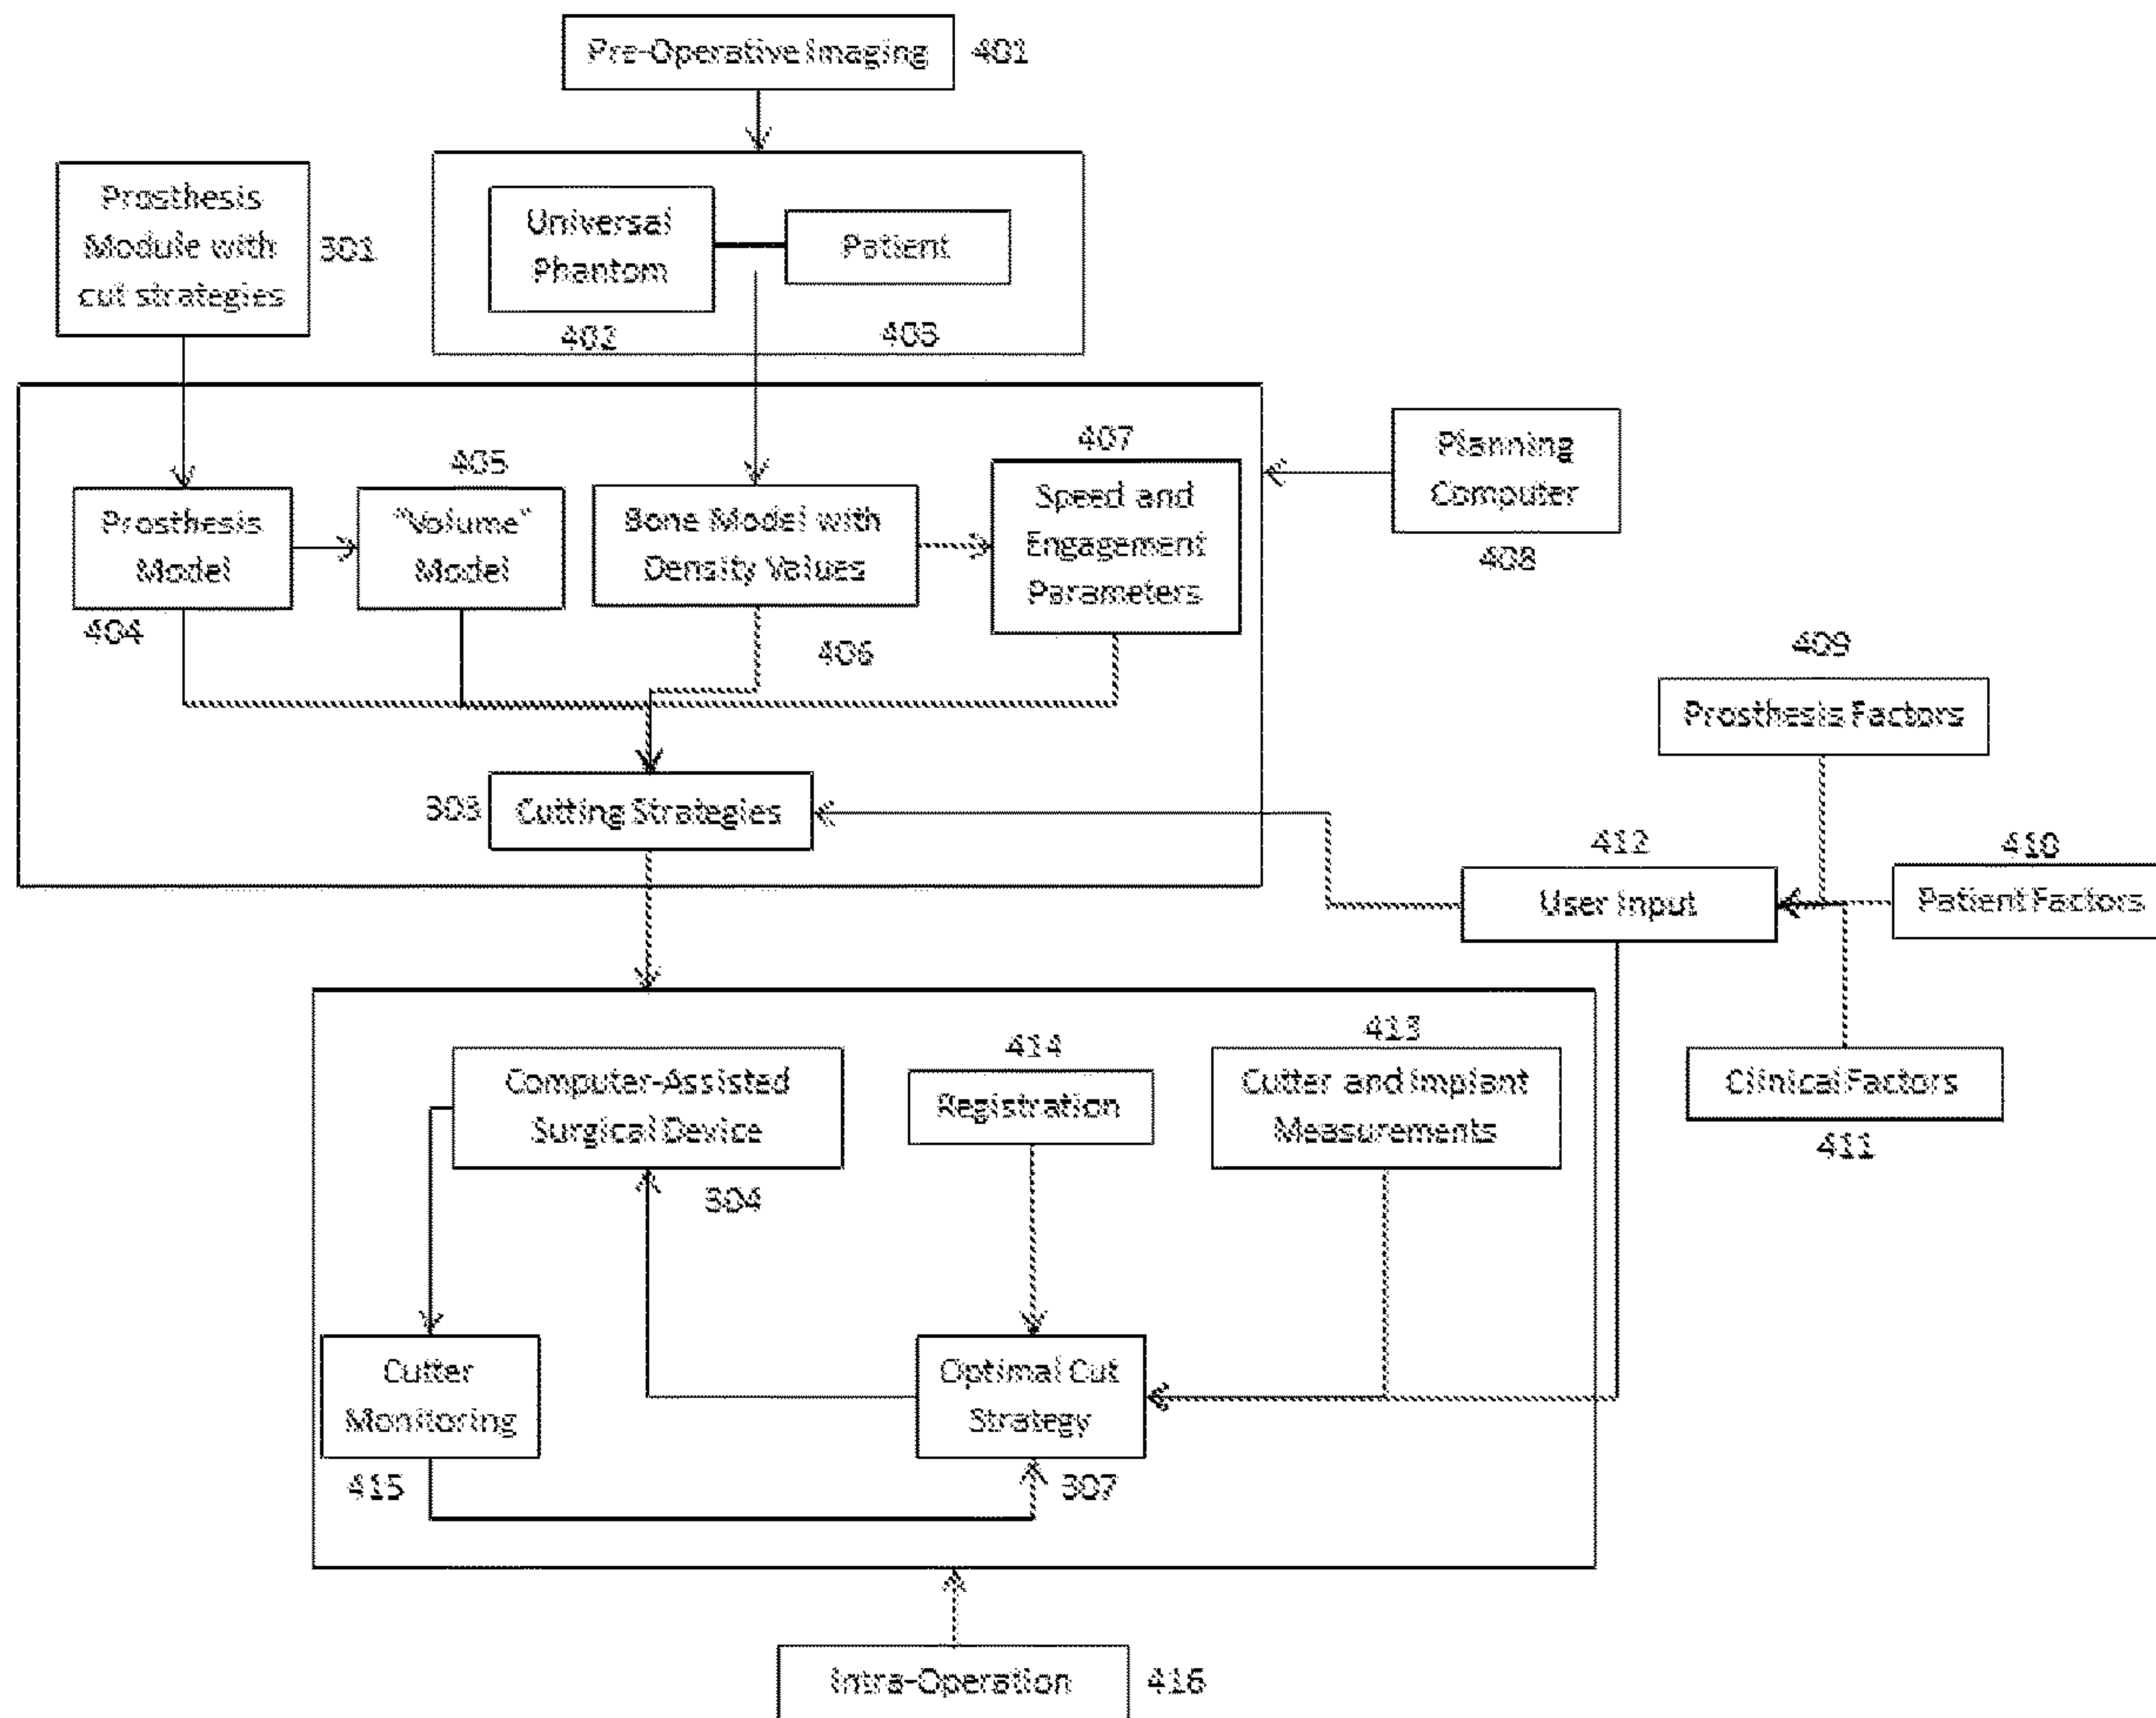 Pre-Operative Imaging
401
Prosthesis
Module with
cut strategies
301
Universal
Phantom
402
Patient
403
Prosthesis
Model
404
405
"Volume"
Model
Bone Model with
Density Values
406
407
Speed and
Engagement
Parameters
Planning
Computer
408
409
Prosthesis Factors
303
Cutting Strategies
412
User Input
410
Patient Factors
Clinical Factors
411
Computer-Assisted
Surgical Device
304
414
Registration
413
Cutter and Implant
Measurements
Cutter
Monitoring
415
Optimal Cut
Strategy
307
Intra-Operation
416